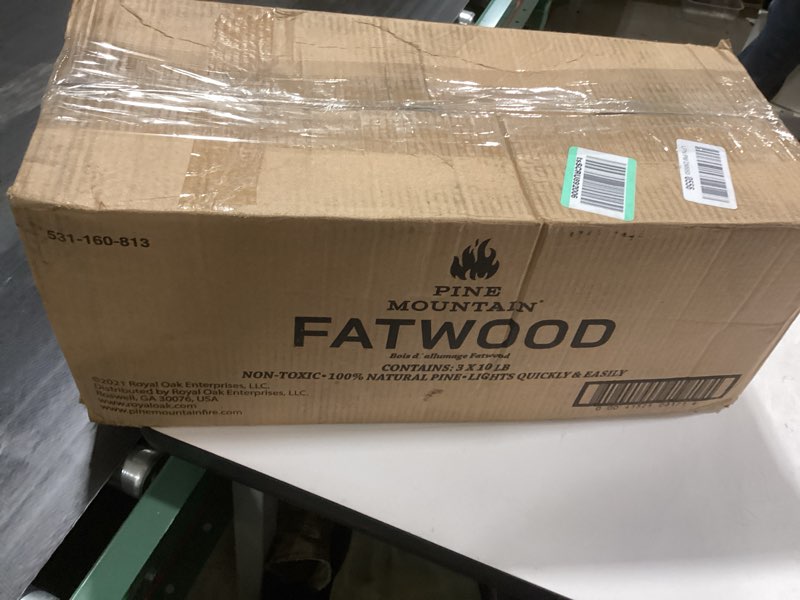 531-160-813
PINE
MOUNTAIN
FATWOOD
Bois d'allumage Fatwood
CONTAINS: 3 X 10 LB
NON-TOXIC • 100% NATURAL PINE • LIGHTS QUICKLY & EASILY
©2021 Royal Oak Enterprises, LLC.
Distributed by Royal Oak Enterprises, LLC.
Roswell, GA 30076, USA
www.royaloak.com
www.pinemountainfire.com